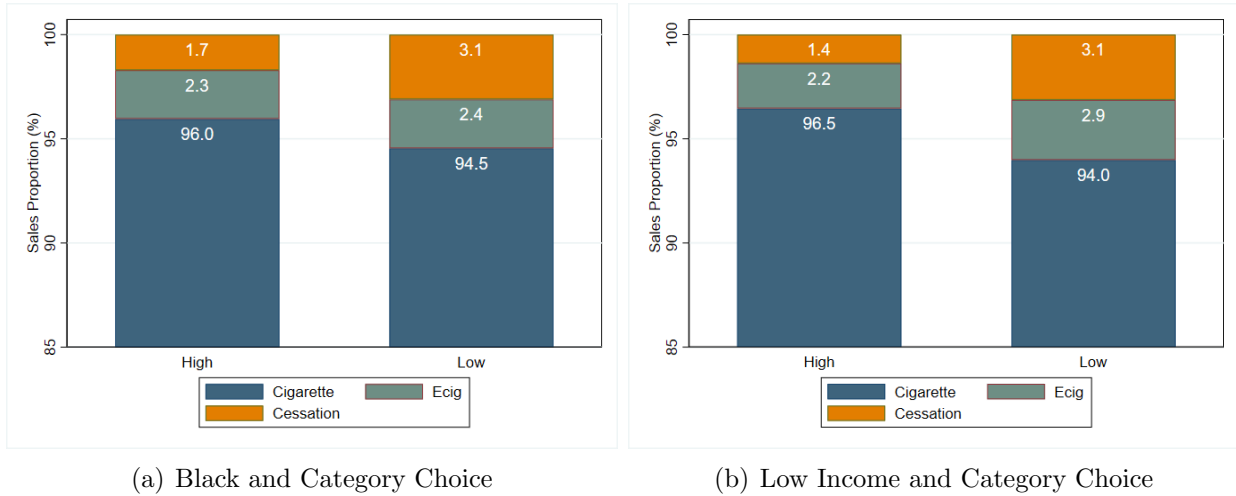 Sales Proportion (%)
100
95
90
85
1.7
2.3
96.0
3.1
2.4
94.5
High
Low
Cigarette
Ecig
Cessation
(a) Black and Category Choice
Sales Proportion (%)
100
95
90
85
1.4
2.2
96.5
3.1
2.9
94.0
High
Low
Cigarette
Ecig
Cessation
(b) Low Income and Category Choice